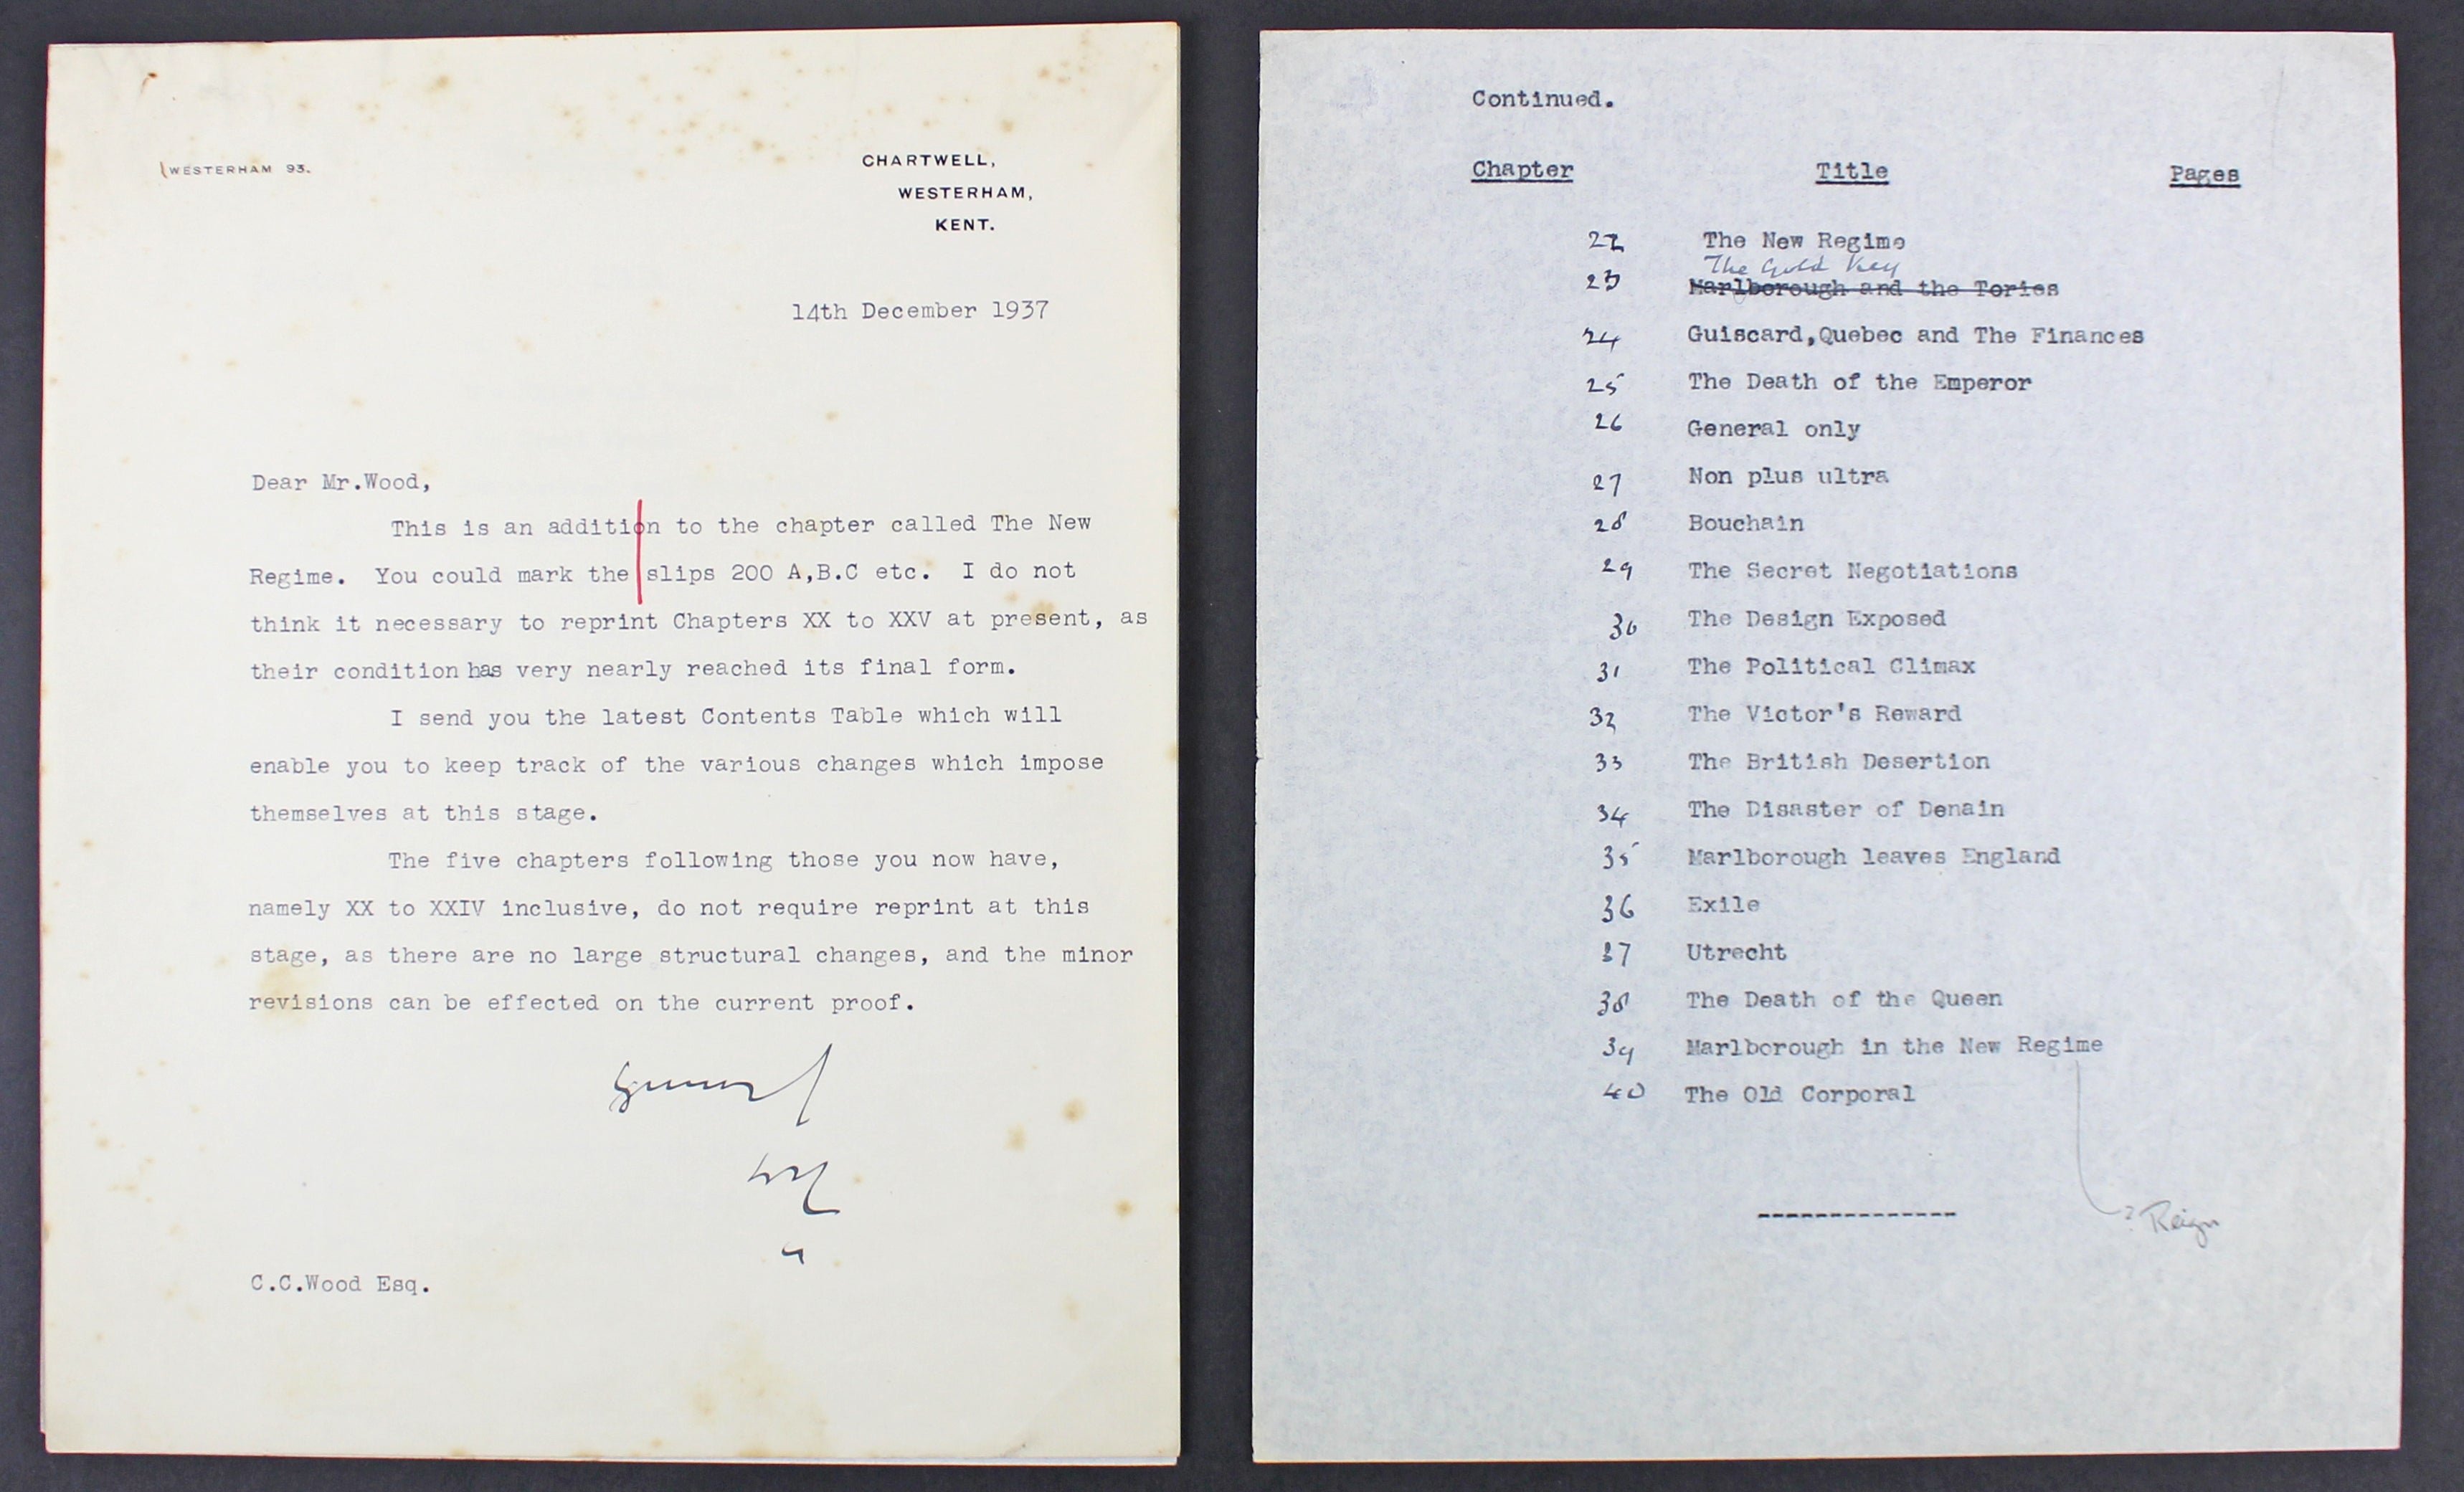 WESTERHAM 93.
CHARTWELL,
WESTERHAM,
KENT.
14th December 1937
Dear Mr.Wood,
This is an addition to the chapter called The New
Regime. You could mark the slips 200 A,B.C etc. I do not
think it necessary to reprint Chapters XX to XXV at present, as
their condition has very nearly reached its final form.
I send you the latest Contents Table which will
enable you to keep track of the various changes which impose
themselves at this stage.
The five chapters following those you now have,
namely XX to XXIV inclusive, do not require reprint at this
stage, as there are no large structural changes, and the minor
revisions can be effected on the current proof.
C.C.Wood Esq.
Continued.
Chapter Title Pages
22 The New Regime
The Gold Key
23 Marlborough and the Tories
24 Guiscard,Quebec and The Finances
25 The Death of the Emperor
26 General only
27 Non plus ultra
28 Bouchain
29 The Secret Negotiations
30 The Design Exposed
31 The Political Climax
32 The Victor's Reward
33 The British Desertion
34 The Disaster of Denain
35 Marlborough leaves England
36 Exile
37 Utrecht
38 The Death of the Queen
39 Marlborough in the New Regime
40 The Old Corporal
? Reign